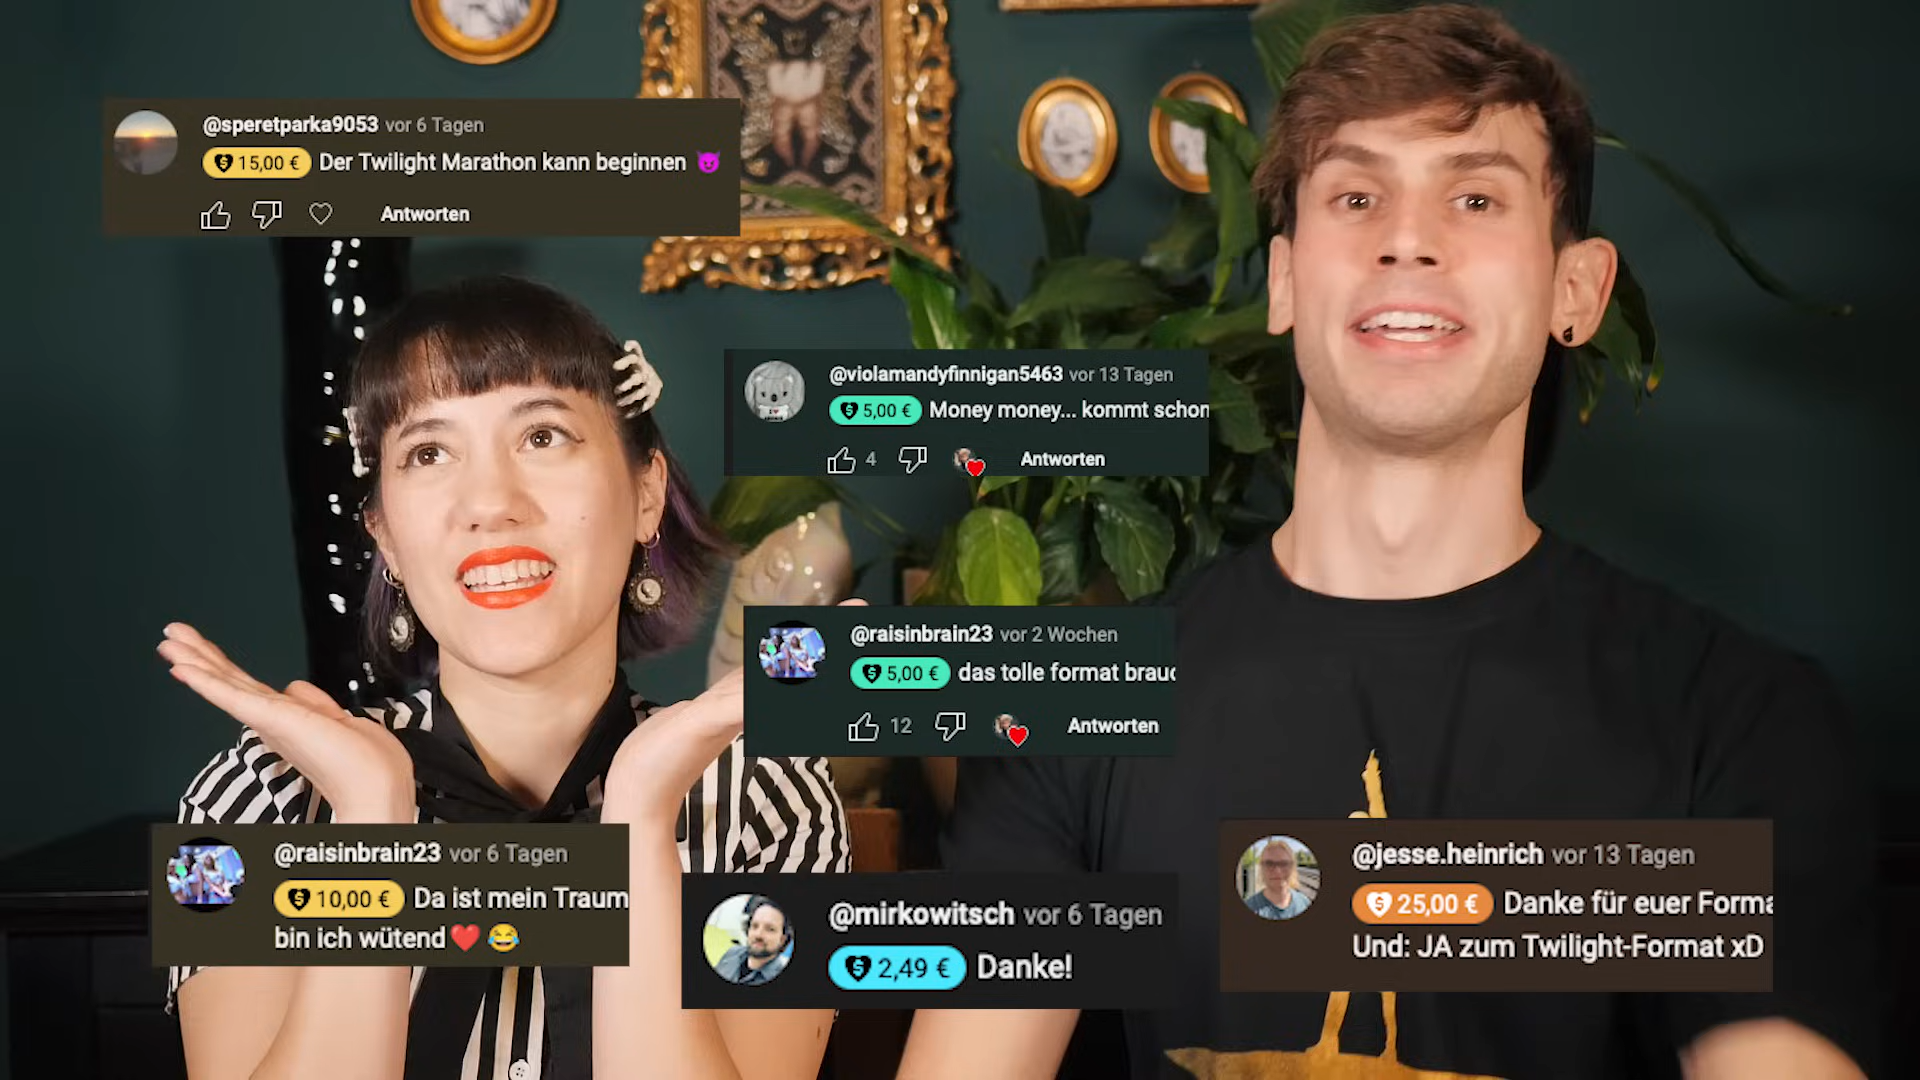 @speretparka9053 vor 6 Tagen
15,00 € Der Twilight Marathon kann beginnen 😈
Antworten
@violamandyfinnigan5463 vor 13 Tagen
5,00 € Money money... kommt schon
4 Antworten
@raisinbrain23 vor 2 Wochen
5,00 € das tolle format brauc
12 Antworten
@raisinbrain23 vor 6 Tagen
10,00 € Da ist mein Traum
bin ich wütend❤️😂
@mirkowitsch vor 6 Tagen
2,49 € Danke!
@jesse.heinrich vor 13 Tagen
25,00 € Danke für euer Forma
Und: JA zum Twilight-Format xD